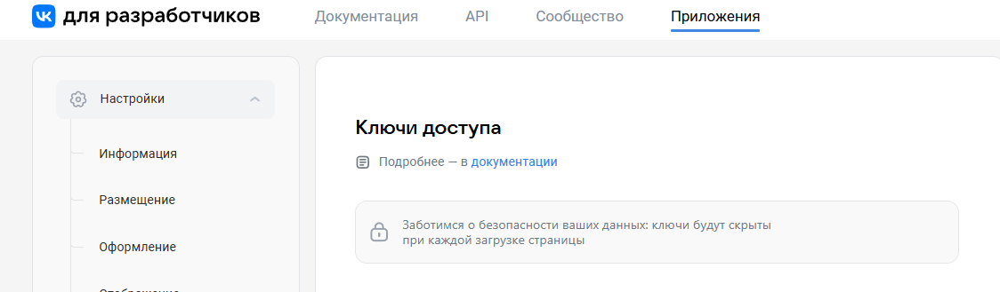 VK для разработчиков
Документация
API
Сообщество
Приложения
Настройки
Информация
Размещение
Оформление
Ключи доступа
Подробнее — в документации
Заботимся о безопасности ваших данных: ключи будут скрыты
при каждой загрузке страницы